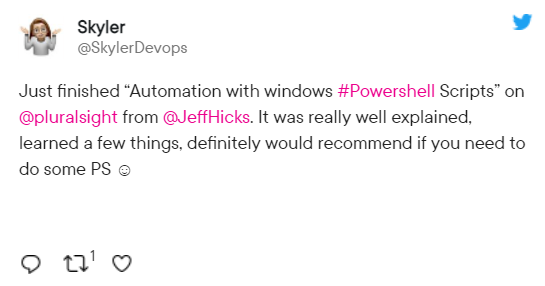 Skyler
@SkylerDevops
Just finished “Automation with windows #Powershell Scripts” on
@pluralsight from @JeffHicks. It was really well explained,
learned a few things, definitely would recommend if you need to
do some PS ☺
1